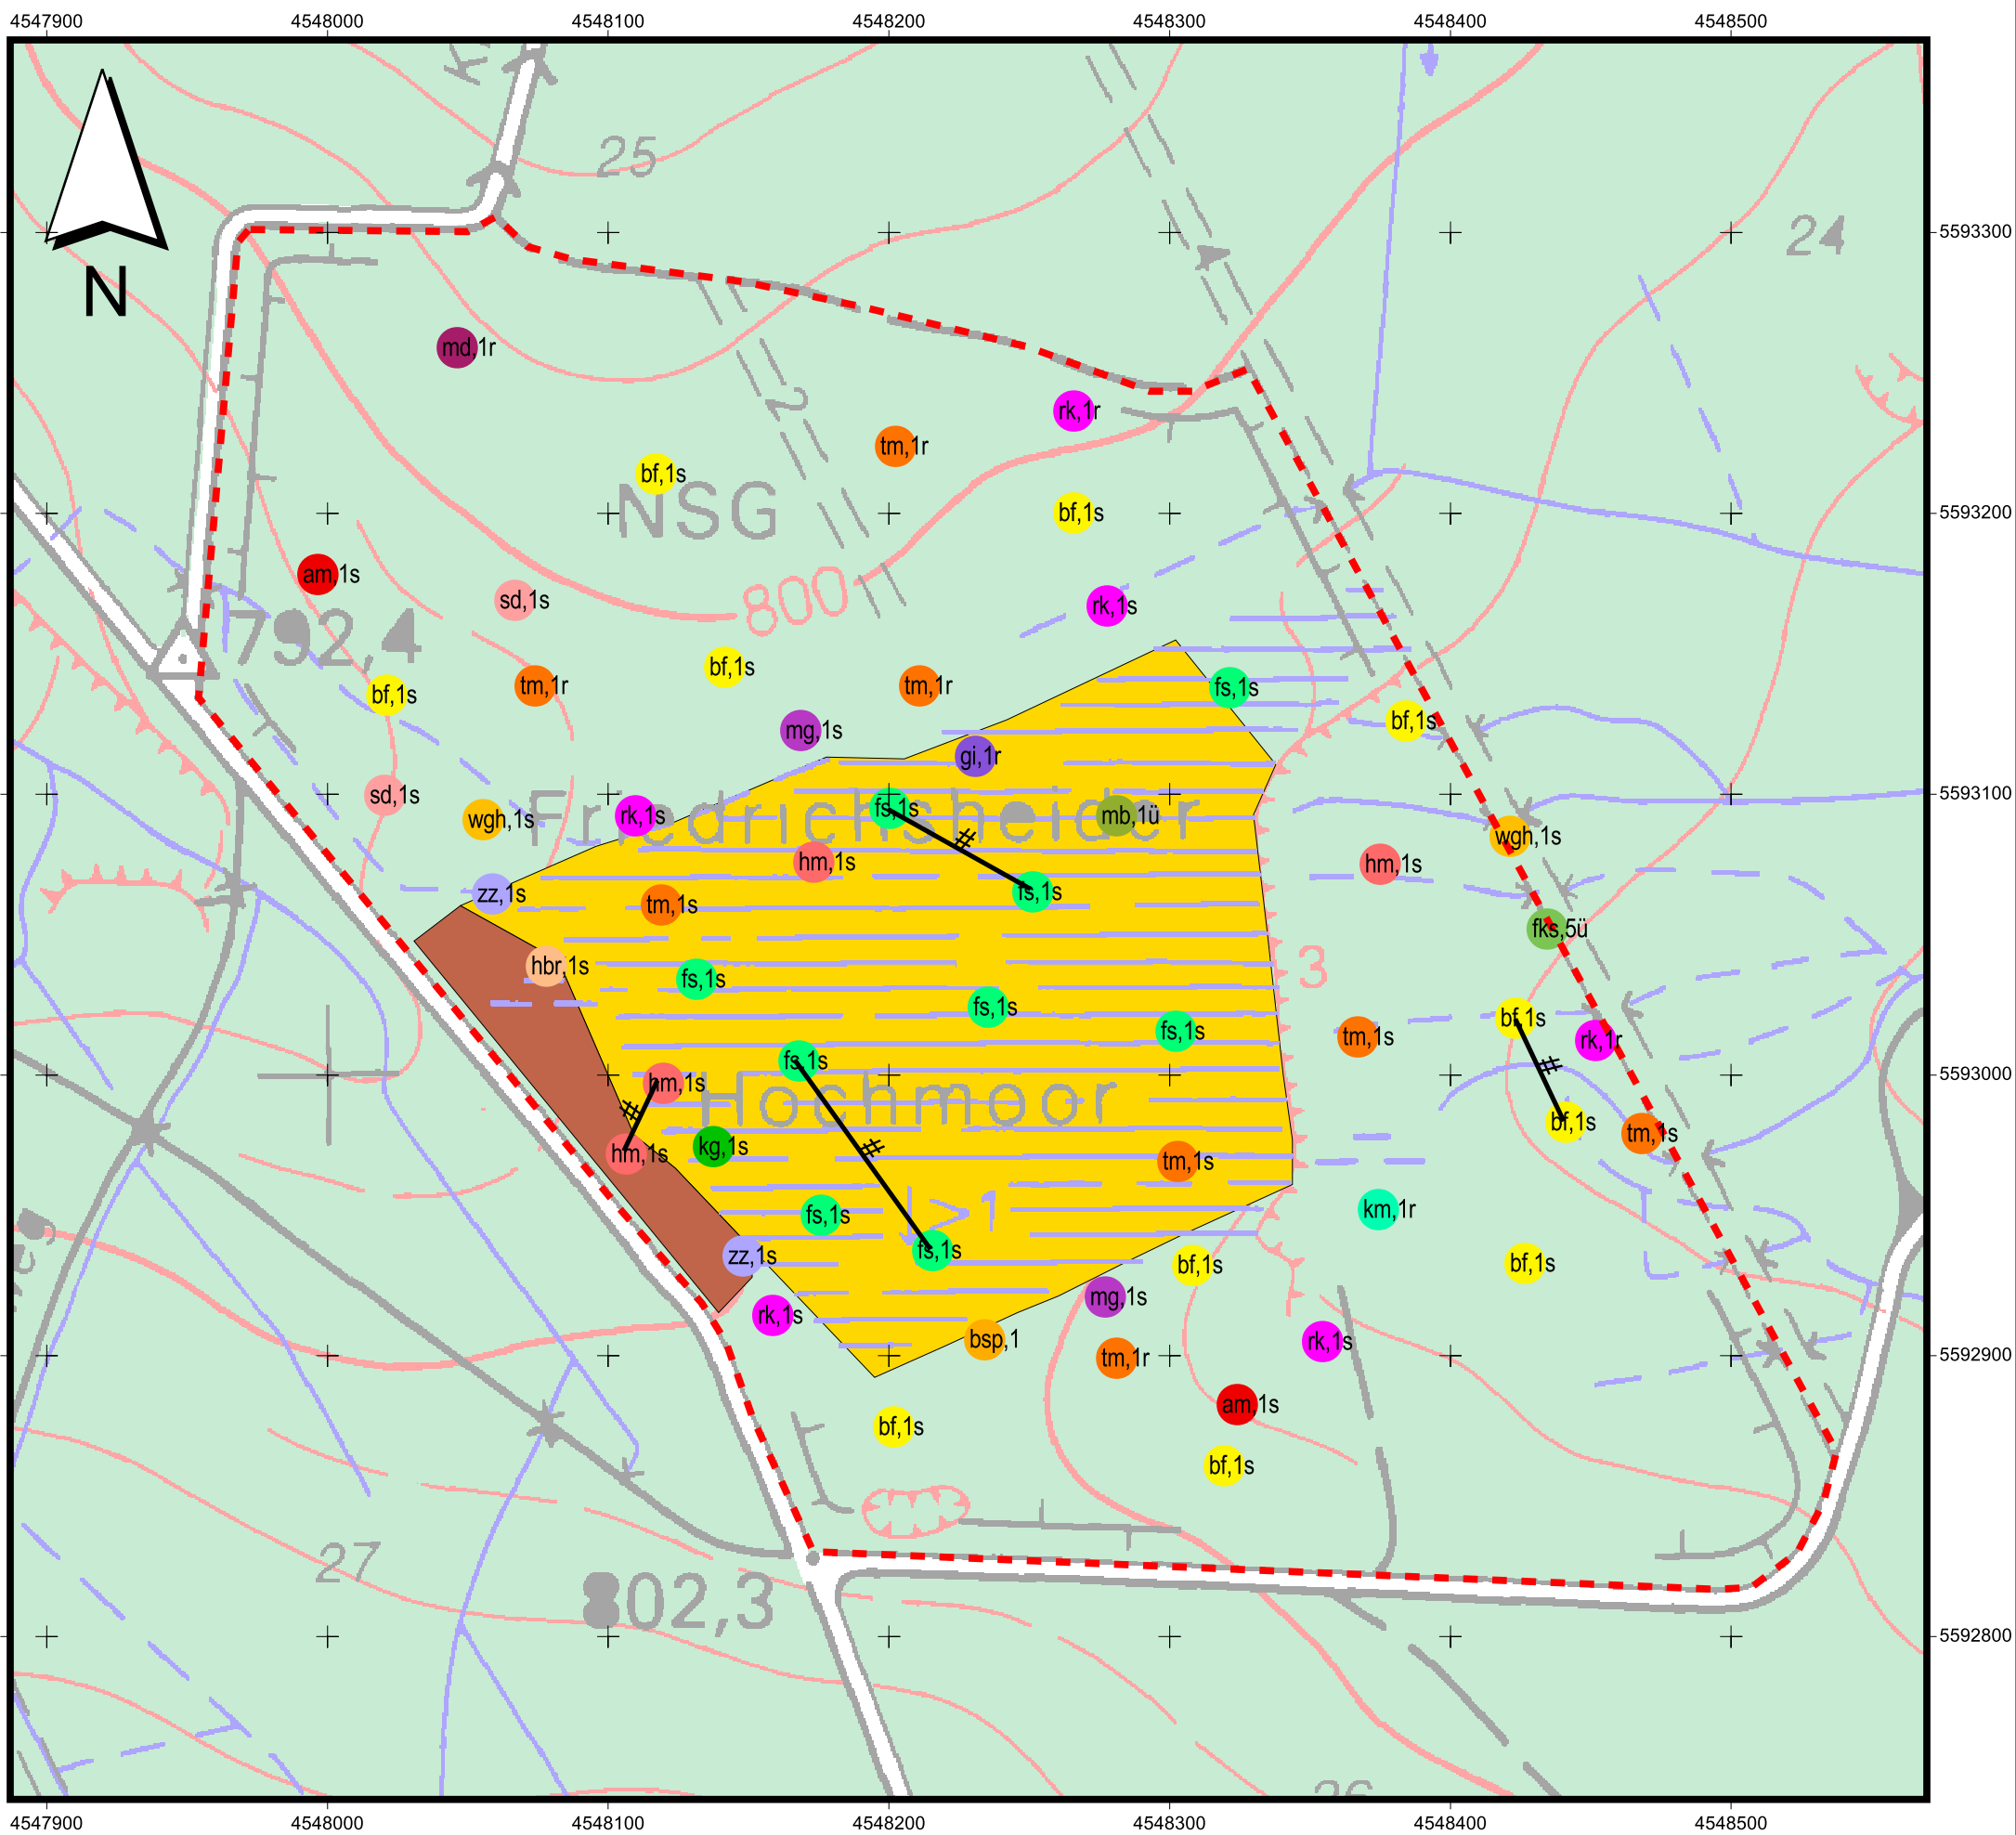 4547900 4548000 4548100 4548200 4548300 4548400 4548500
K
25
24
5593300
N
md,1r
2
rk,1r
tm,1r
bf,1s
NSG
bf,1s
5593200
am,1s
sd,1s
800
rk,1s
792,4
bf,1s
tm,1r
bf,1s
tm,1r
fs,1s
mg,1s
bf,1s
gi,1r
sd,1s
5593100
wgh,1s
rk,1s
Friedrichsheider
fs,1s
mb,1ü
wgh,1s
hm,1s
#
hm,1s
zz,1s
tm,1s
fs,1s
fks,5ü
hbr,1s
fs,1s
3
fs,1s
fs,1s
tm,1s
bf,1s
rk,1r
fs,1s
#
hm,1s
Hochmoor
5593000
#
hm,1s
kg,1s
#
tm,1s
bf,1s
tm,1s
fs,1s
>1
km,1r
zz,1s
fs,1s
bf,1s
bf,1s
rk,1s
mg,1s
bsp,1
tm,1r
rk,1s
5592900
am,1s
bf,1s
bf,1s
27
802,3
5592800
26
4547900 4548000 4548100 4548200 4548300 4548400 4548500